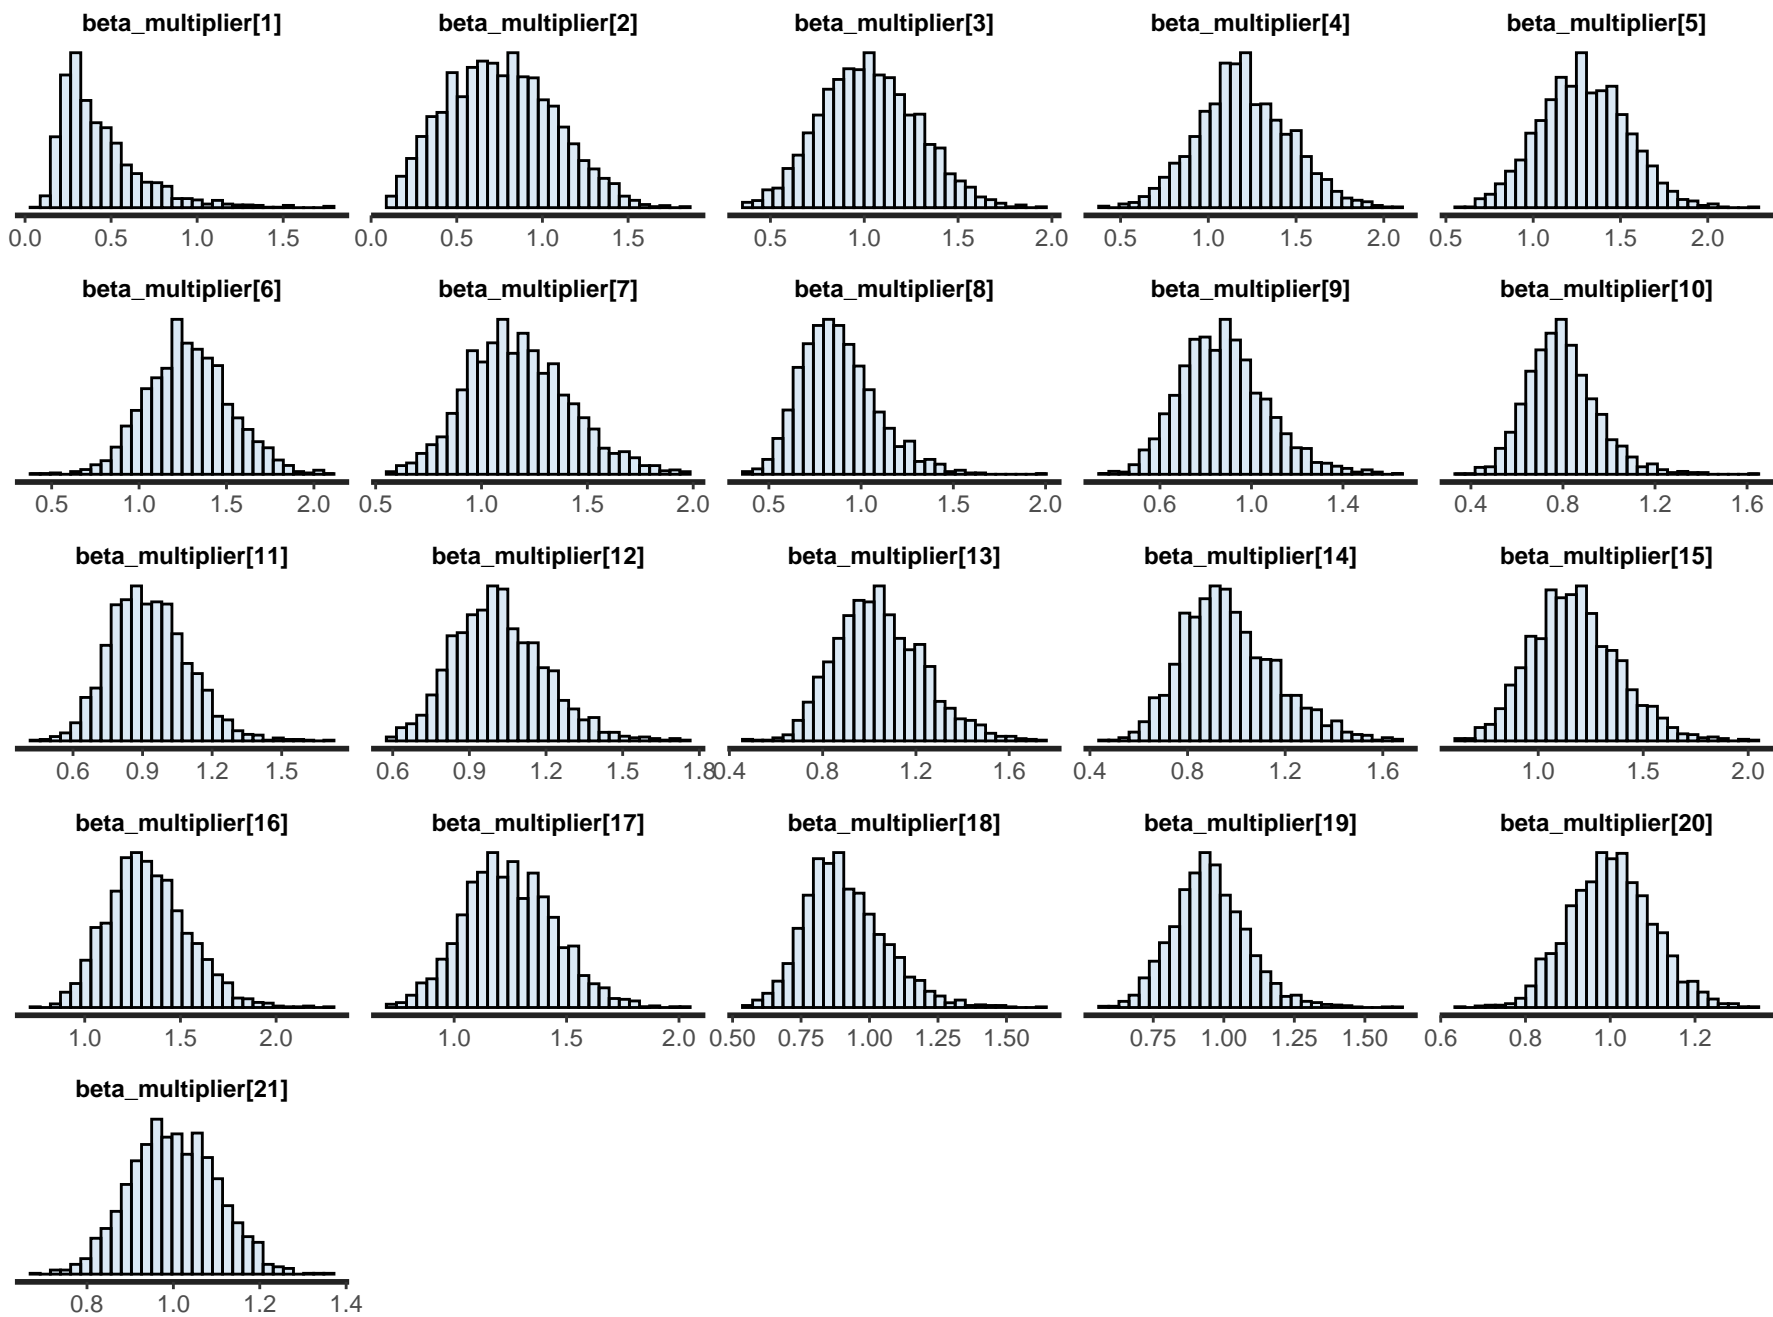 beta_multiplier[1] beta_multiplier[2] beta_multiplier[3] beta_multiplier[4] beta_multiplier[5]
0.0 0.5 1.0 1.5 0.0 0.5 1.0 1.5 0.5 1.0 1.5 2.0 0.5 1.0 1.5 2.0 0.5 1.0 1.5 2.0
beta_multiplier[6] beta_multiplier[7] beta_multiplier[8] beta_multiplier[9] beta_multiplier[10]
0.5 1.0 1.5 2.0 0.5 1.0 1.5 2.0 0.5 1.0 1.5 2.0 0.6 1.0 1.4 0.4 0.8 1.2 1.6
beta_multiplier[11] beta_multiplier[12] beta_multiplier[13] beta_multiplier[14] beta_multiplier[15]
0.6 0.9 1.2 1.5 0.6 0.9 1.2 1.5 1.8 0.4 0.8 1.2 1.6 0.4 0.8 1.2 1.6 1.0 1.5 2.0
beta_multiplier[16] beta_multiplier[17] beta_multiplier[18] beta_multiplier[19] beta_multiplier[20]
1.0 1.5 2.0 1.0 1.5 2.0 0.50 0.75 1.00 1.25 1.50 0.75 1.00 1.25 1.50 0.6 0.8 1.0 1.2
beta_multiplier[21]
0.8 1.0 1.2 1.4